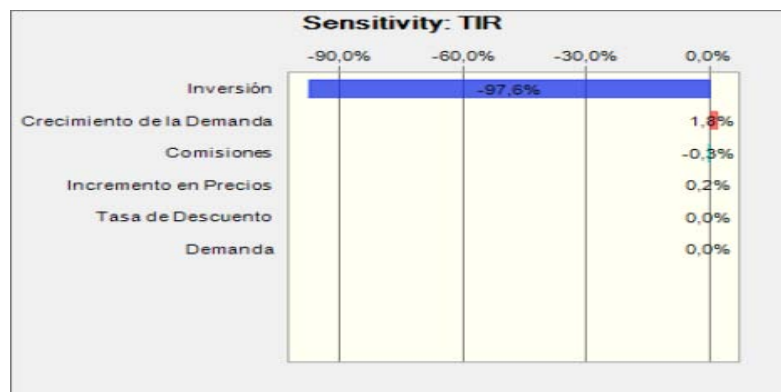 Sensitivity: TIR
-90,0% -60,0% -30,0% 0,0%
Inversión -97,6%
Crecimiento de la Demanda 1,8%
Comisiones -0,3%
Incremento en Precios 0,2%
Tasa de Descuento 0,0%
Demanda 0,0%